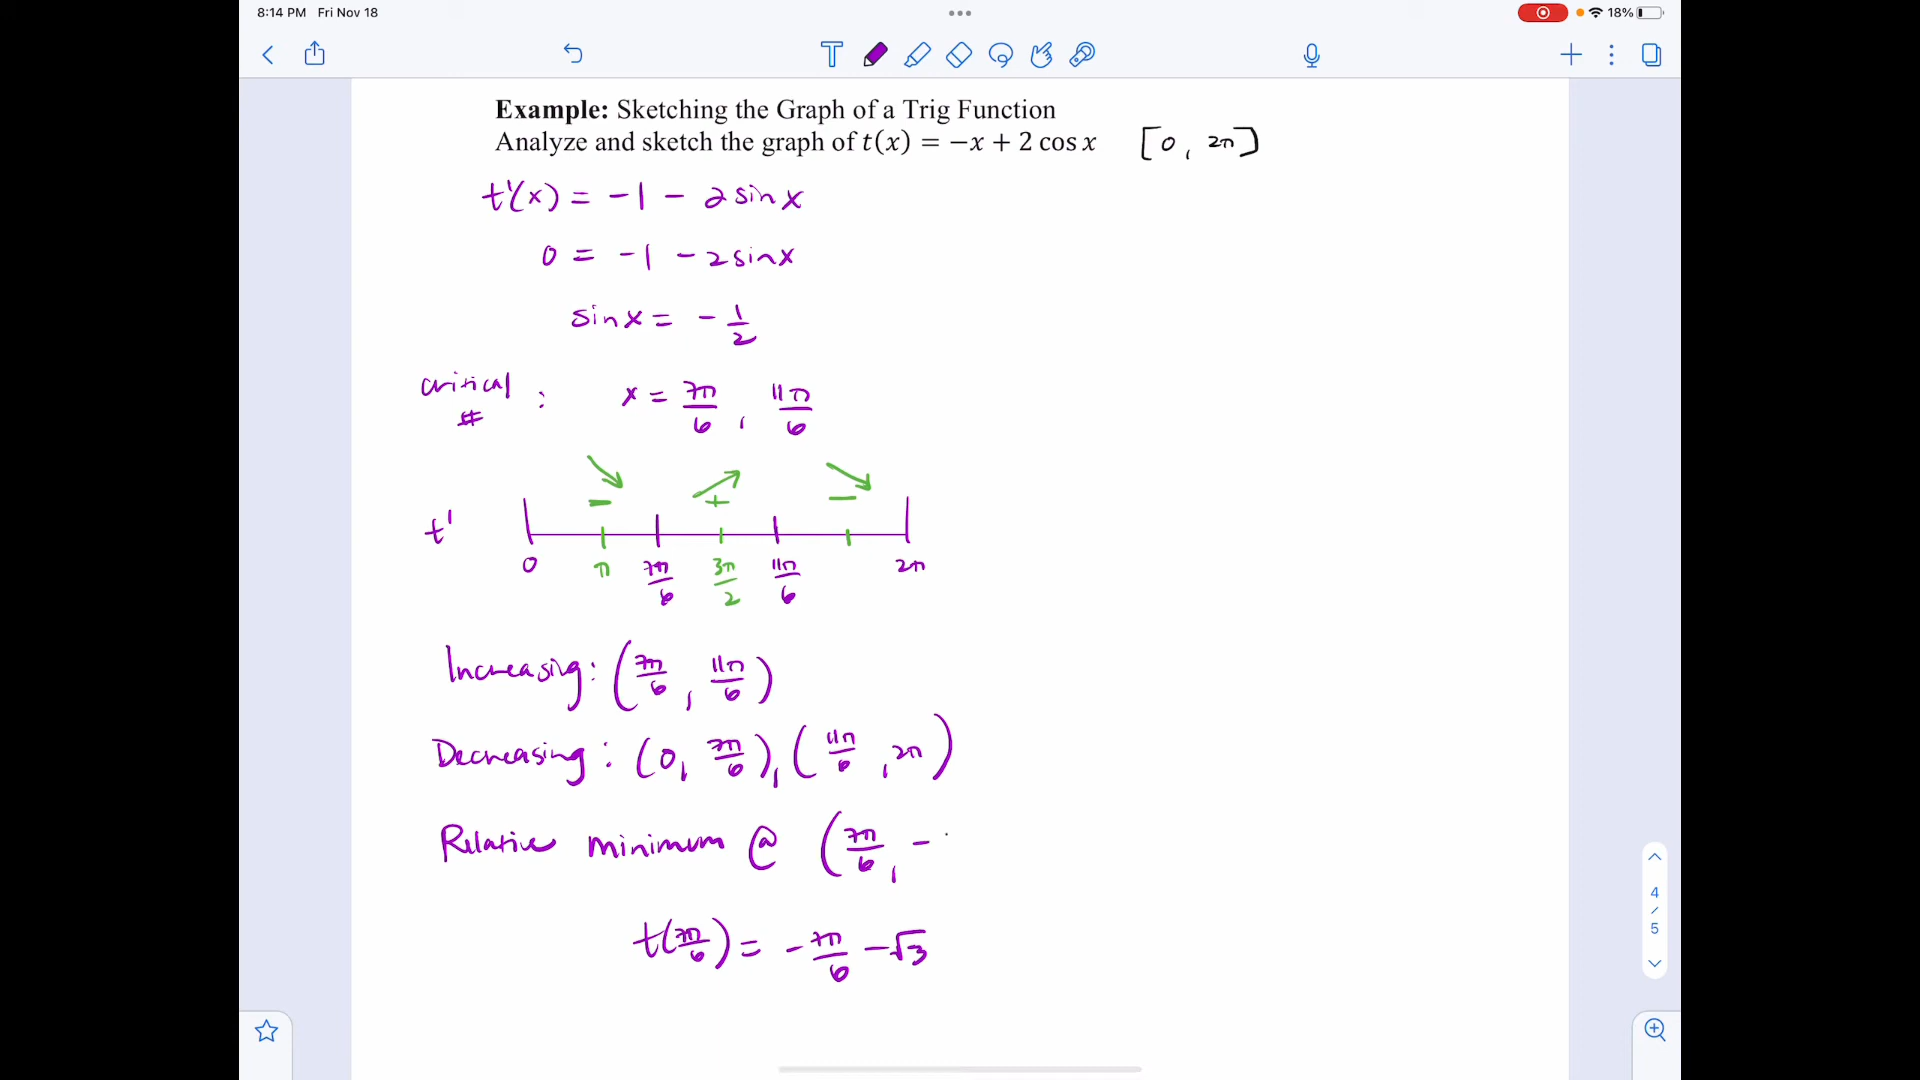 8:14 PM Fri Nov 18
18%
Example: Sketching the Graph of a Trig Function
Analyze and sketch the graph of t(x) = −x + 2 cos x [0, 2π]
t'(x) = -1 - 2 sin x
0 = -1 - 2 sin x
sin x = - 1/2
critical # : x = 7π/6, 11π/6
− + −
t'
0 π 7π/6 3π/2 11π/6 2π
Increasing: (7π/6, 11π/6)
Decreasing: (0, 7π/6), (11π/6, 2π)
Relative minimum @ (7π/6, -
t(7π/6) = - 7π/6 - √3
4
/
5